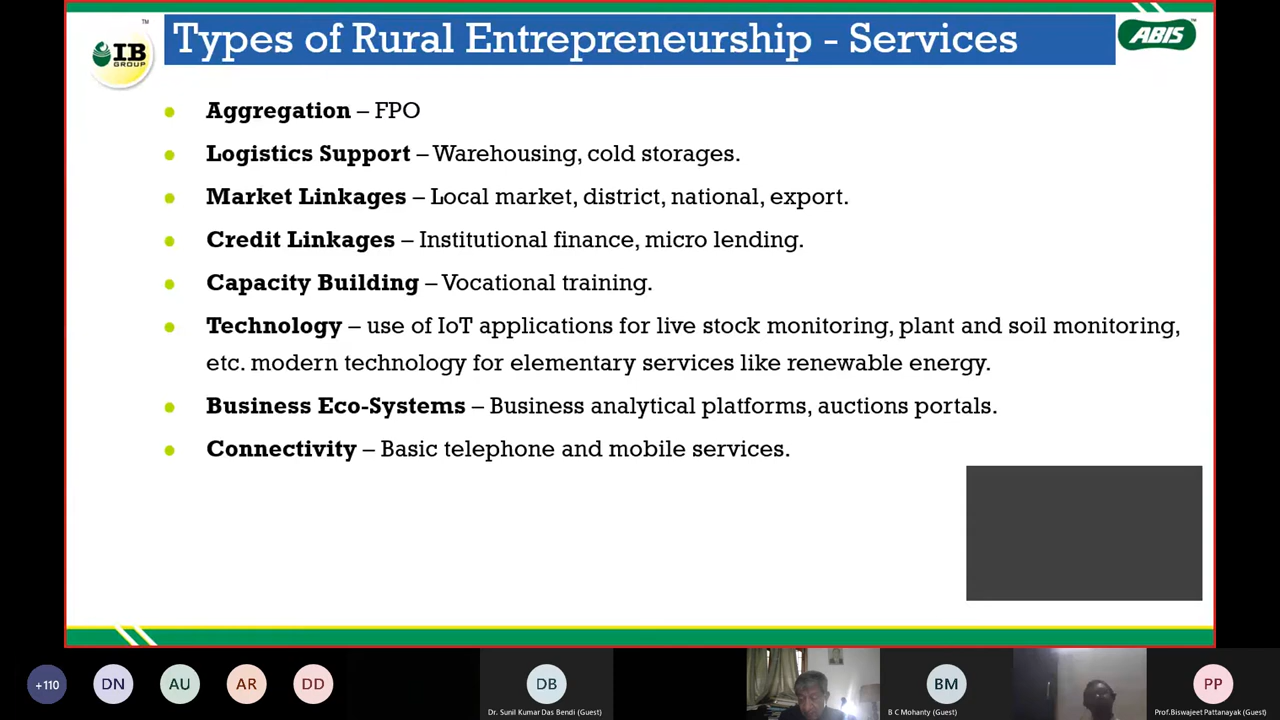 ™
IB
GROUP
Types of Rural Entrepreneurship - Services
ABIS
™
Aggregation – FPO
Logistics Support – Warehousing, cold storages.
Market Linkages – Local market, district, national, export.
Credit Linkages – Institutional finance, micro lending.
Capacity Building – Vocational training.
Technology – use of IoT applications for live stock monitoring, plant and soil monitoring,
etc. modern technology for elementary services like renewable energy.
Business Eco-Systems – Business analytical platforms, auctions portals.
Connectivity – Basic telephone and mobile services.
+110
DN
AU
AR
DD
DB
Dr. Sunil Kumar Das Bendi (Guest)
BM
B C Mohanty (Guest)
PP
Prof.Biswajeet Pattanayak (Guest)